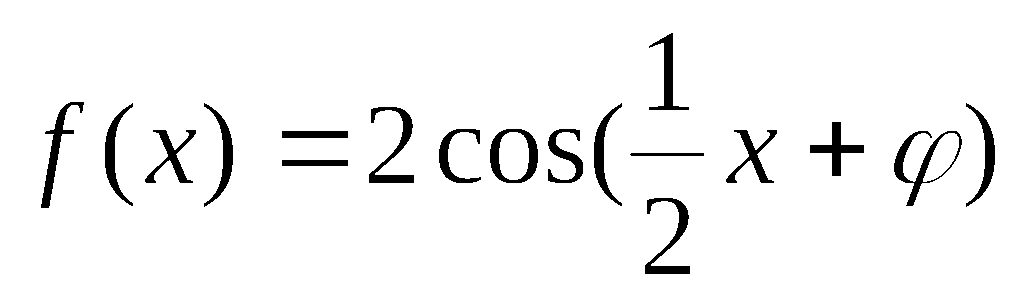 f(x) = 2cos(1/2 x + φ)